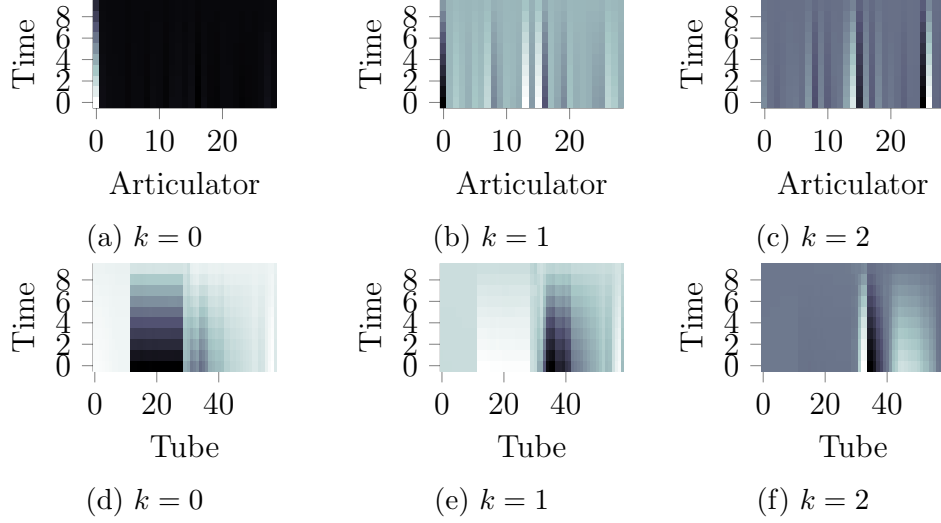 Time 8 6 4 2 0
0 10 20
Articulator
(a) k = 0
Time 8 6 4 2 0
0 10 20
Articulator
(b) k = 1
Time 8 6 4 2 0
0 10 20
Articulator
(c) k = 2
Time 8 6 4 2 0
0 20 40
Tube
(d) k = 0
Time 8 6 4 2 0
0 20 40
Tube
(e) k = 1
Time 8 6 4 2 0
0 20 40
Tube
(f) k = 2